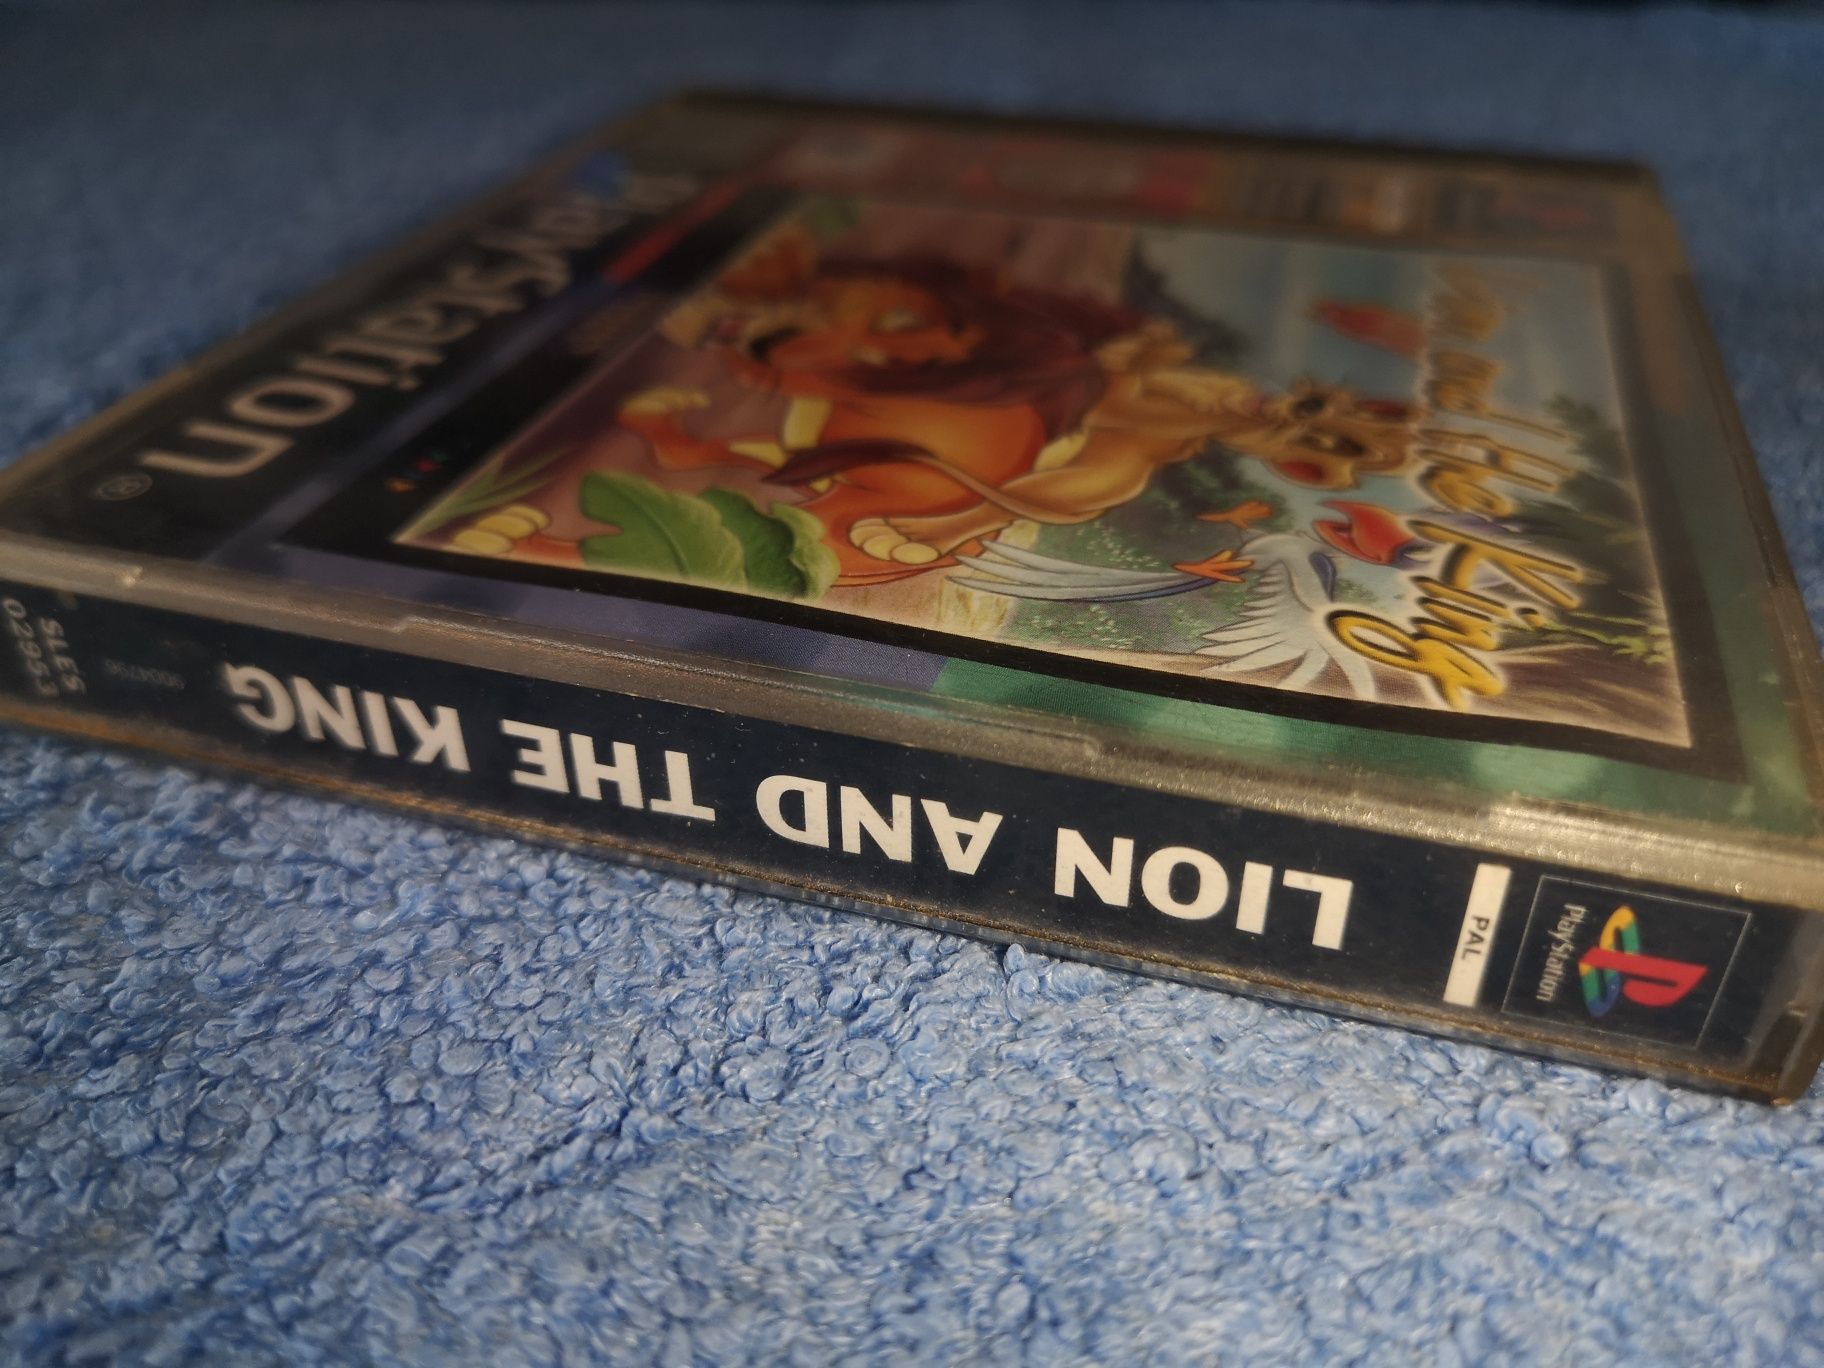 PlayStation
PAL
LION AND THE KING
SLES
02953
PlayStation®
Lion and the King